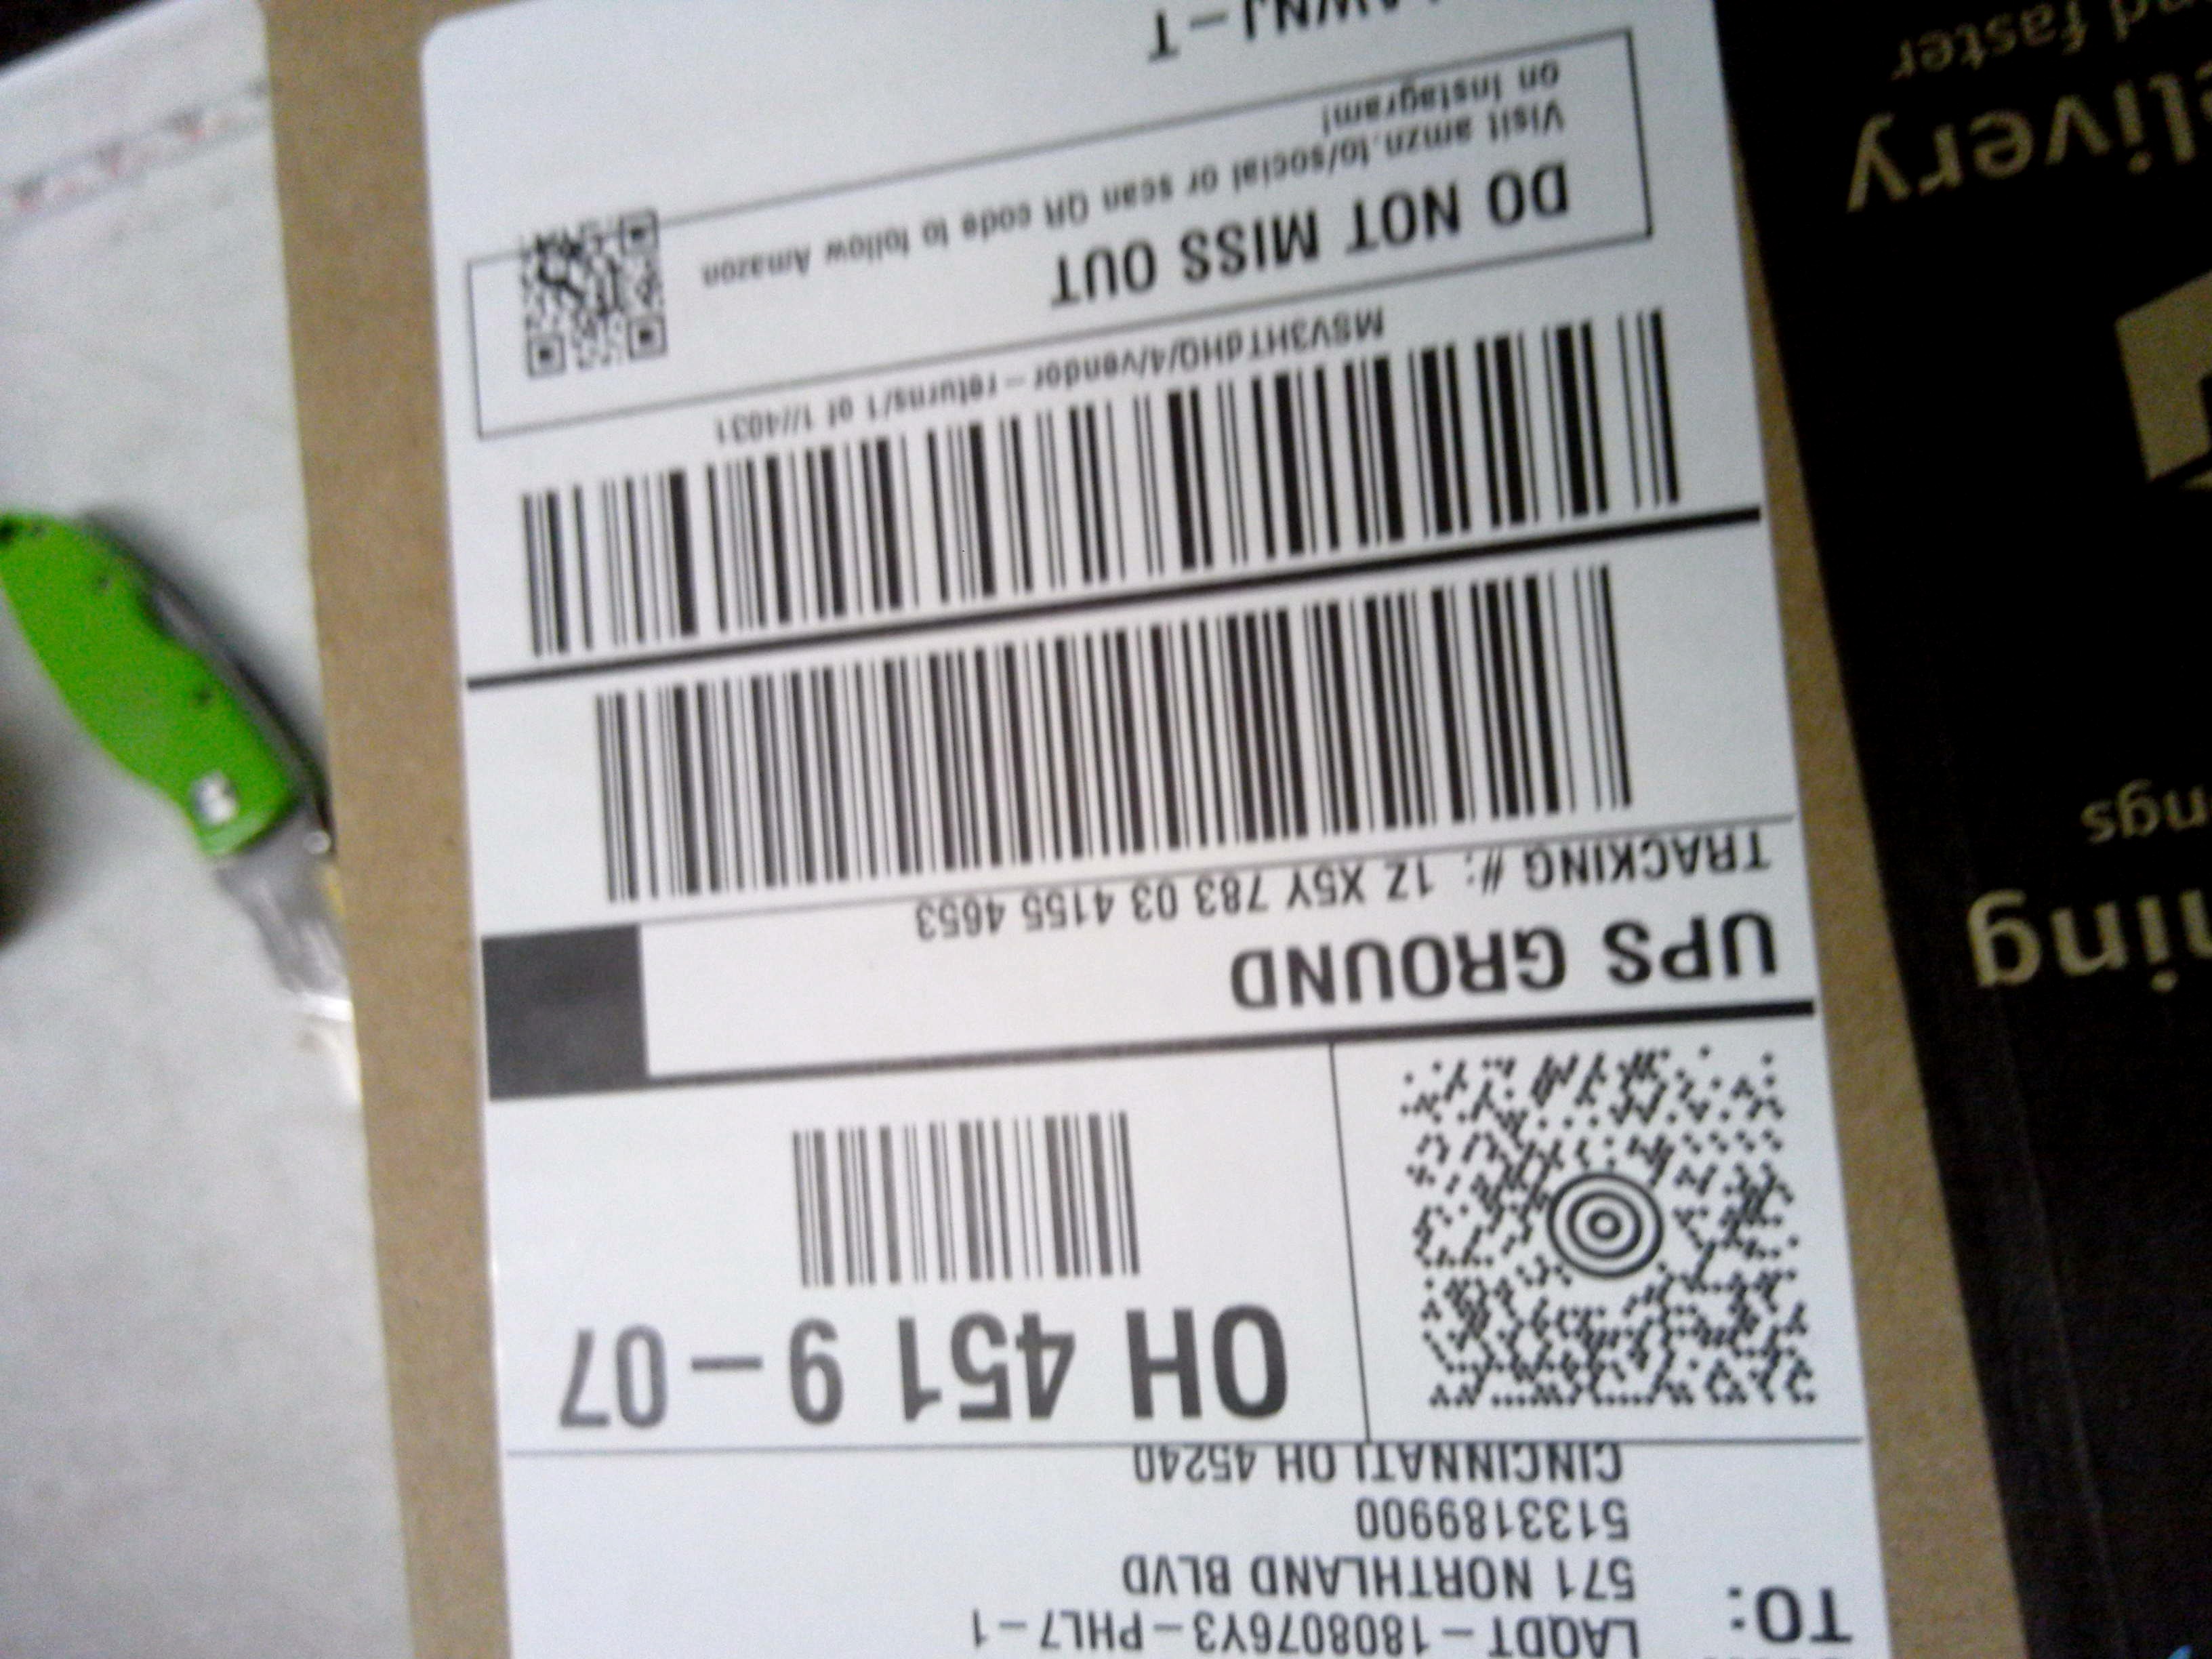 TO:
LAQDT-1808076Y3-PHL7-1
571 NORTHLAND BLVD
5133189900
CINCINNATI OH 45240
OH 451 9-07
UPS GROUND
TRACKING #: 1Z X5Y 783 03 4155 4653
MSV3HTdHQ/4/vendor-returns/1 of 1//4031
DO NOT MISS OUT
Visit amzn.to/social or scan QR code to follow Amazon
on Instagram!
faster
ngs